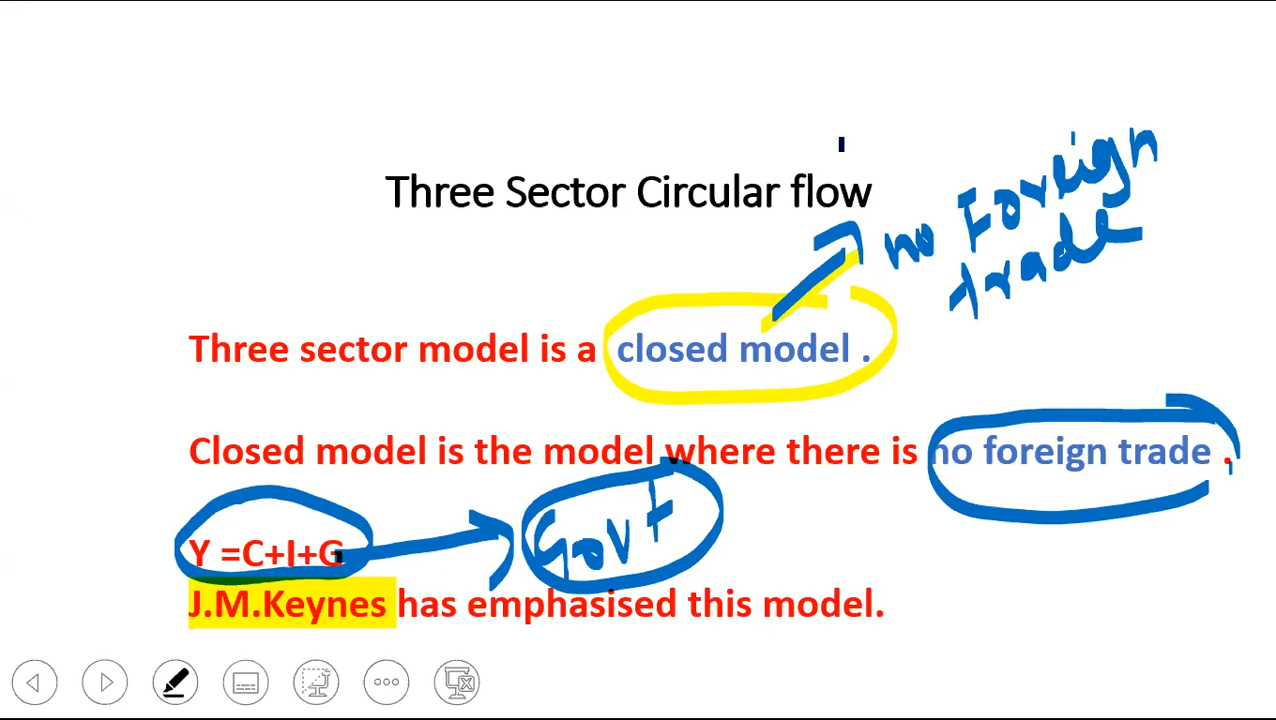 Three Sector Circular flow
no Foreign
trade
Three sector model is a closed model .
Closed model is the model where there is no foreign trade .
Y =C+I+G
Govt
J.M.Keynes has emphasised this model.